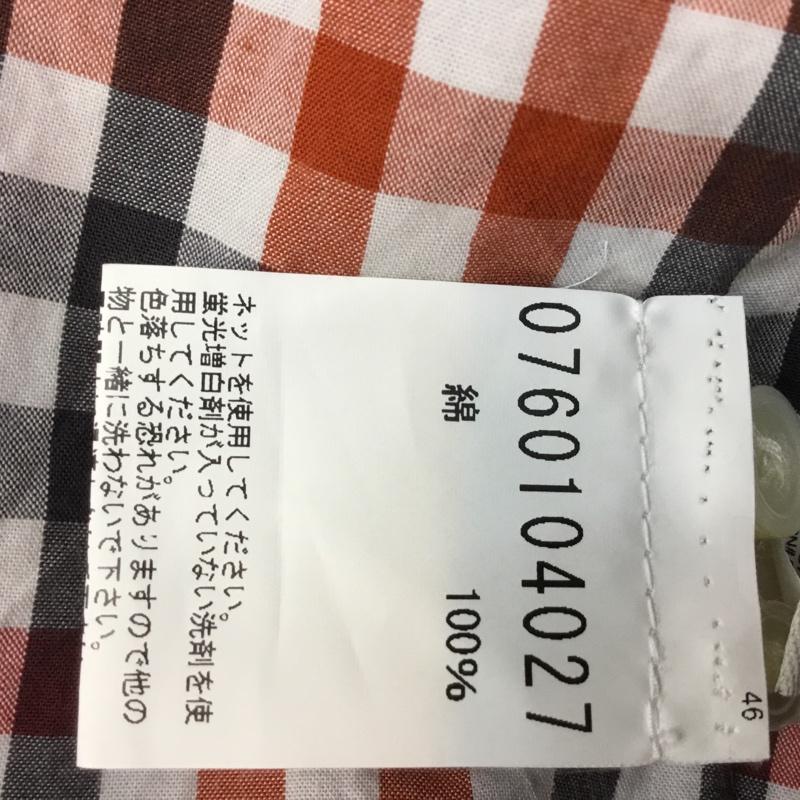 46
0760104027
綿 100%
ネットを使用してください。
蛍光増白剤が入っていない洗剤を使
用してください。
色落ちする恐れがありますので他の
物と一緒に洗わないで下さい。